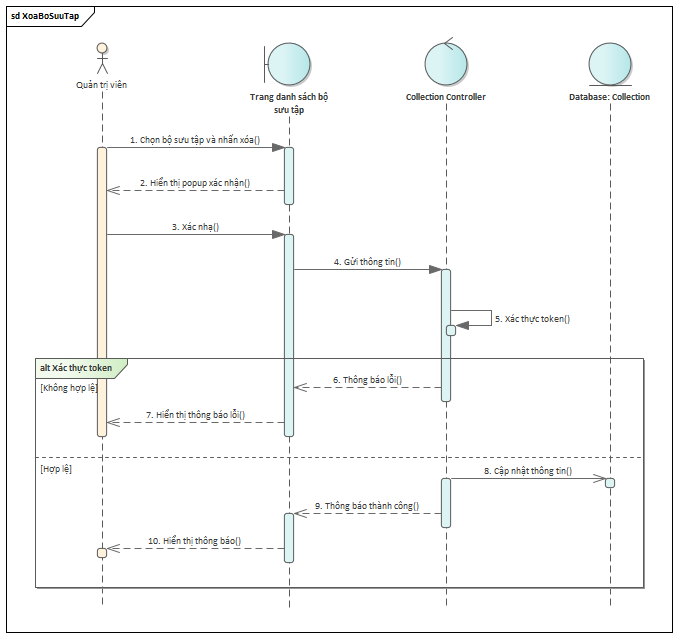 sd XoaBoSuuTap
Quản trị viên
Trang danh sách bộ
sưu tập
Collection Controller
Database: Collection
1. Chọn bộ sưu tập và nhấn xóa()
2. Hiển thị popup xác nhận()
3. Xác nhạ()
4. Gửi thông tin()
5. Xác thực token()
alt Xác thực token
6. Thông báo lỗi()
[Không hợp lệ]
7. Hiển thị thông báo lỗi()
[Hợp lệ]
8. Cập nhật thông tin()
9. Thông báo thành công()
10. Hiển thị thông báo()